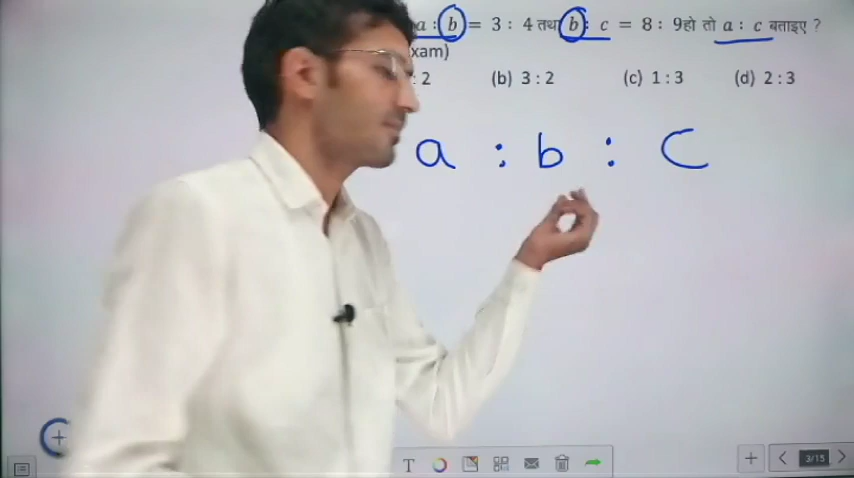 a : b = 3 : 4 तथा b : c = 8 : 9 हो तो a : c बताइए ?
xam)
: 2 (b) 3 : 2 (c) 1 : 3 (d) 2 : 3
a : b : c
T 3/15